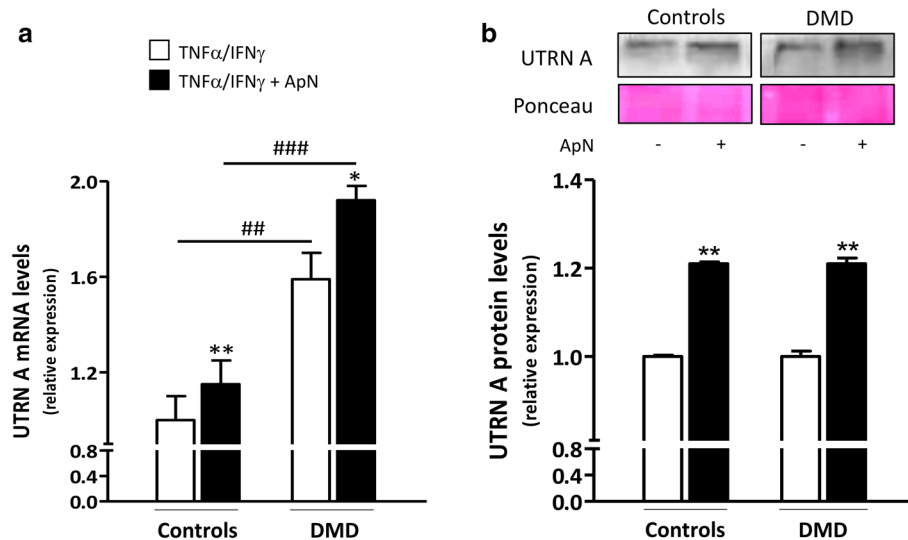 a
TNFα/IFNγ
TNFα/IFNγ + ApN
UTRN A mRNA levels
(relative expression)
2.0
1.6
1.2
0.8
0.4
0.0
###
##
*
**
Controls
DMD
b
Controls
DMD
UTRN A
Ponceau
ApN
- + - +
UTRN A protein levels
(relative expression)
1.4
1.2
1.0
0.8
0.4
0.0
**
**
Controls
DMD